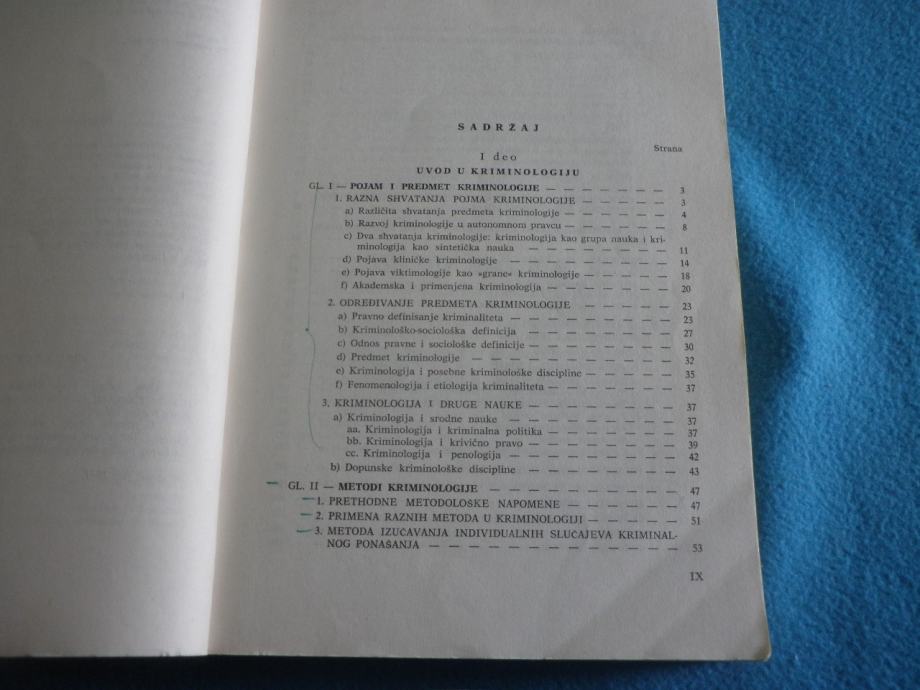 SADRŽAJ
Strana
I deo
UVOD U KRIMINOLOGIJU
GL. I — POJAM I PREDMET KRIMINOLOGIJE — — — — — — — 3
1. RAZNA SHVATANJA POJMA KRIMINOLOGIJE — — — — — 3
a) Različita shvatanja predmeta kriminologije — — — — — — 4
b) Razvoj kriminologije u autonomnom pravcu — — — — — — 8
c) Dva shvatanja kriminologije: kriminologija kao grupa nauka i kri-
minologija kao sintetička nauka — — — — — — — — 11
d) Pojava kliničke kriminologije — — — — — — — — 14
e) Pojava viktimologije kao »grane« kriminologije — — — — — 18
f) Akademska i primenjena kriminologija — — — — — — — 20
2. ODREĐIVANJE PREDMETA KRIMINOLOGIJE — — — — — 23
a) Pravno definisanje kriminaliteta — — — — — — — — 23
b) Kriminološko-sociološka definicija — — — — — — — — 27
c) Odnos pravne i sociološke definicije — — — — — — — 30
d) Predmet kriminologije — — — — — — — — — — 32
e) Kriminologija i posebne kriminološke discipline — — — — — 35
f) Fenomenologija i etiologija kriminaliteta — — — — — — — 37
3. KRIMINOLOGIJA I DRUGE NAUKE — — — — — — — 37
a) Kriminologija i srodne nauke — — — — — — — — — 37
aa. Kriminologija i kriminalna politika — — — — — — — 37
bb. Kriminologija i krivično pravo — — — — — — — — 39
cc. Kriminologija i penologija — — — — — — — — — 42
b) Dopunske kriminološke discipline — — — — — — — — 43
GL. II — METODI KRIMINOLOGIJE — — — — — — — — — — 47
1. PRETHODNE METODOLOŠKE NAPOMENE — — — — — — 47
2. PRIMENA RAZNIH METODA U KRIMINOLOGIJI — — — — — 51
3. METODA IZUČAVANJA INDIVIDUALNIH SLUČAJEVA KRIMINAL-
NOG PONAŠANJA — — — — — — — — — — — — 53
IX